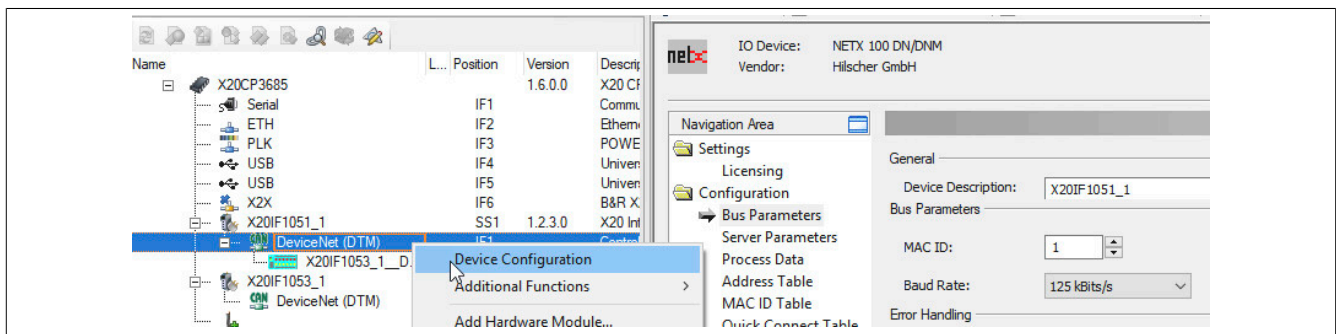 netx
IO Device: NETX 100 DN/DNM
Vendor: Hilscher GmbH
Name L... Position Version Descrip
X20CP3685 1.6.0.0 X20 CP
Serial IF1 Commu
ETH IF2 Ethern
PLK IF3 POWE
USB IF4 Univer
USB IF5 Univer
X2X IF6 B&R X
X20IF1051_1 SS1 1.2.3.0 X20 Int
DeviceNet (DTM) IF1
X20IF1053_1__D.
X20IF1053_1
DeviceNet (DTM)
Device Configuration
Additional Functions >
Add Hardware Module...
Navigation Area
Settings
Licensing
Configuration
Bus Parameters
Server Parameters
Process Data
Address Table
MAC ID Table
Quick Connect Table
General
Device Description: X20IF1051_1
Bus Parameters
MAC ID: 1
Baud Rate: 125 kBits/s
Error Handling